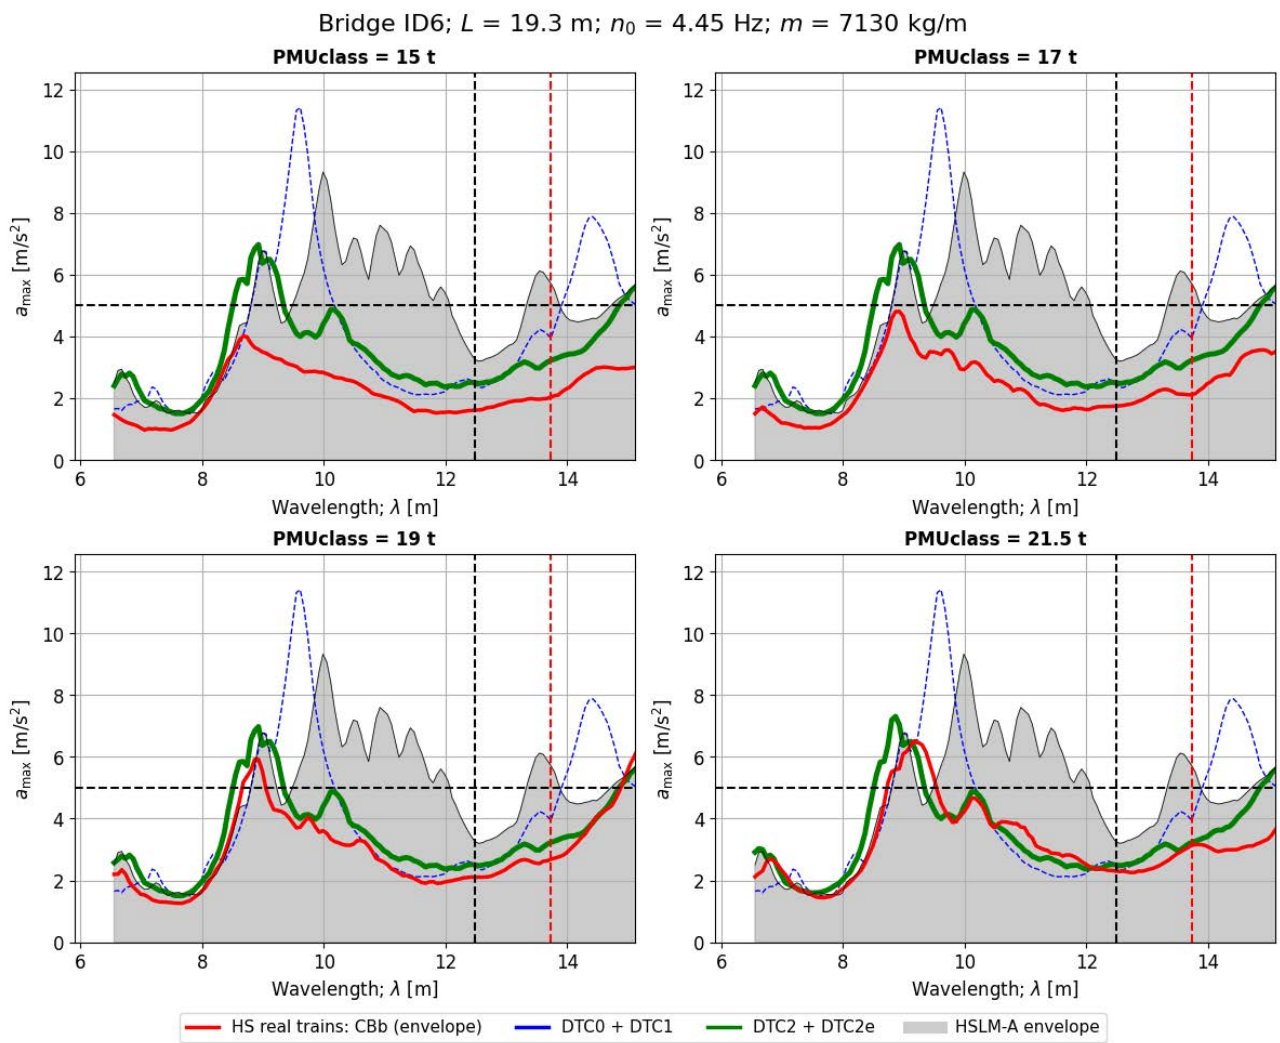 Bridge ID6; L = 19.3 m; n₀ = 4.45 Hz; m = 7130 kg/m
PMUclass = 15 t
12
10
8
6
4
2
0
a_max [m/s²]
6 8 10 12 14
Wavelength; λ [m]
PMUclass = 17 t
12
10
8
6
4
2
0
a_max [m/s²]
6 8 10 12 14
Wavelength; λ [m]
PMUclass = 19 t
12
10
8
6
4
2
0
a_max [m/s²]
6 8 10 12 14
Wavelength; λ [m]
PMUclass = 21.5 t
12
10
8
6
4
2
0
a_max [m/s²]
6 8 10 12 14
Wavelength; λ [m]
HS real trains: CBb (envelope) DTC0 + DTC1 DTC2 + DTC2e HSLM-A envelope